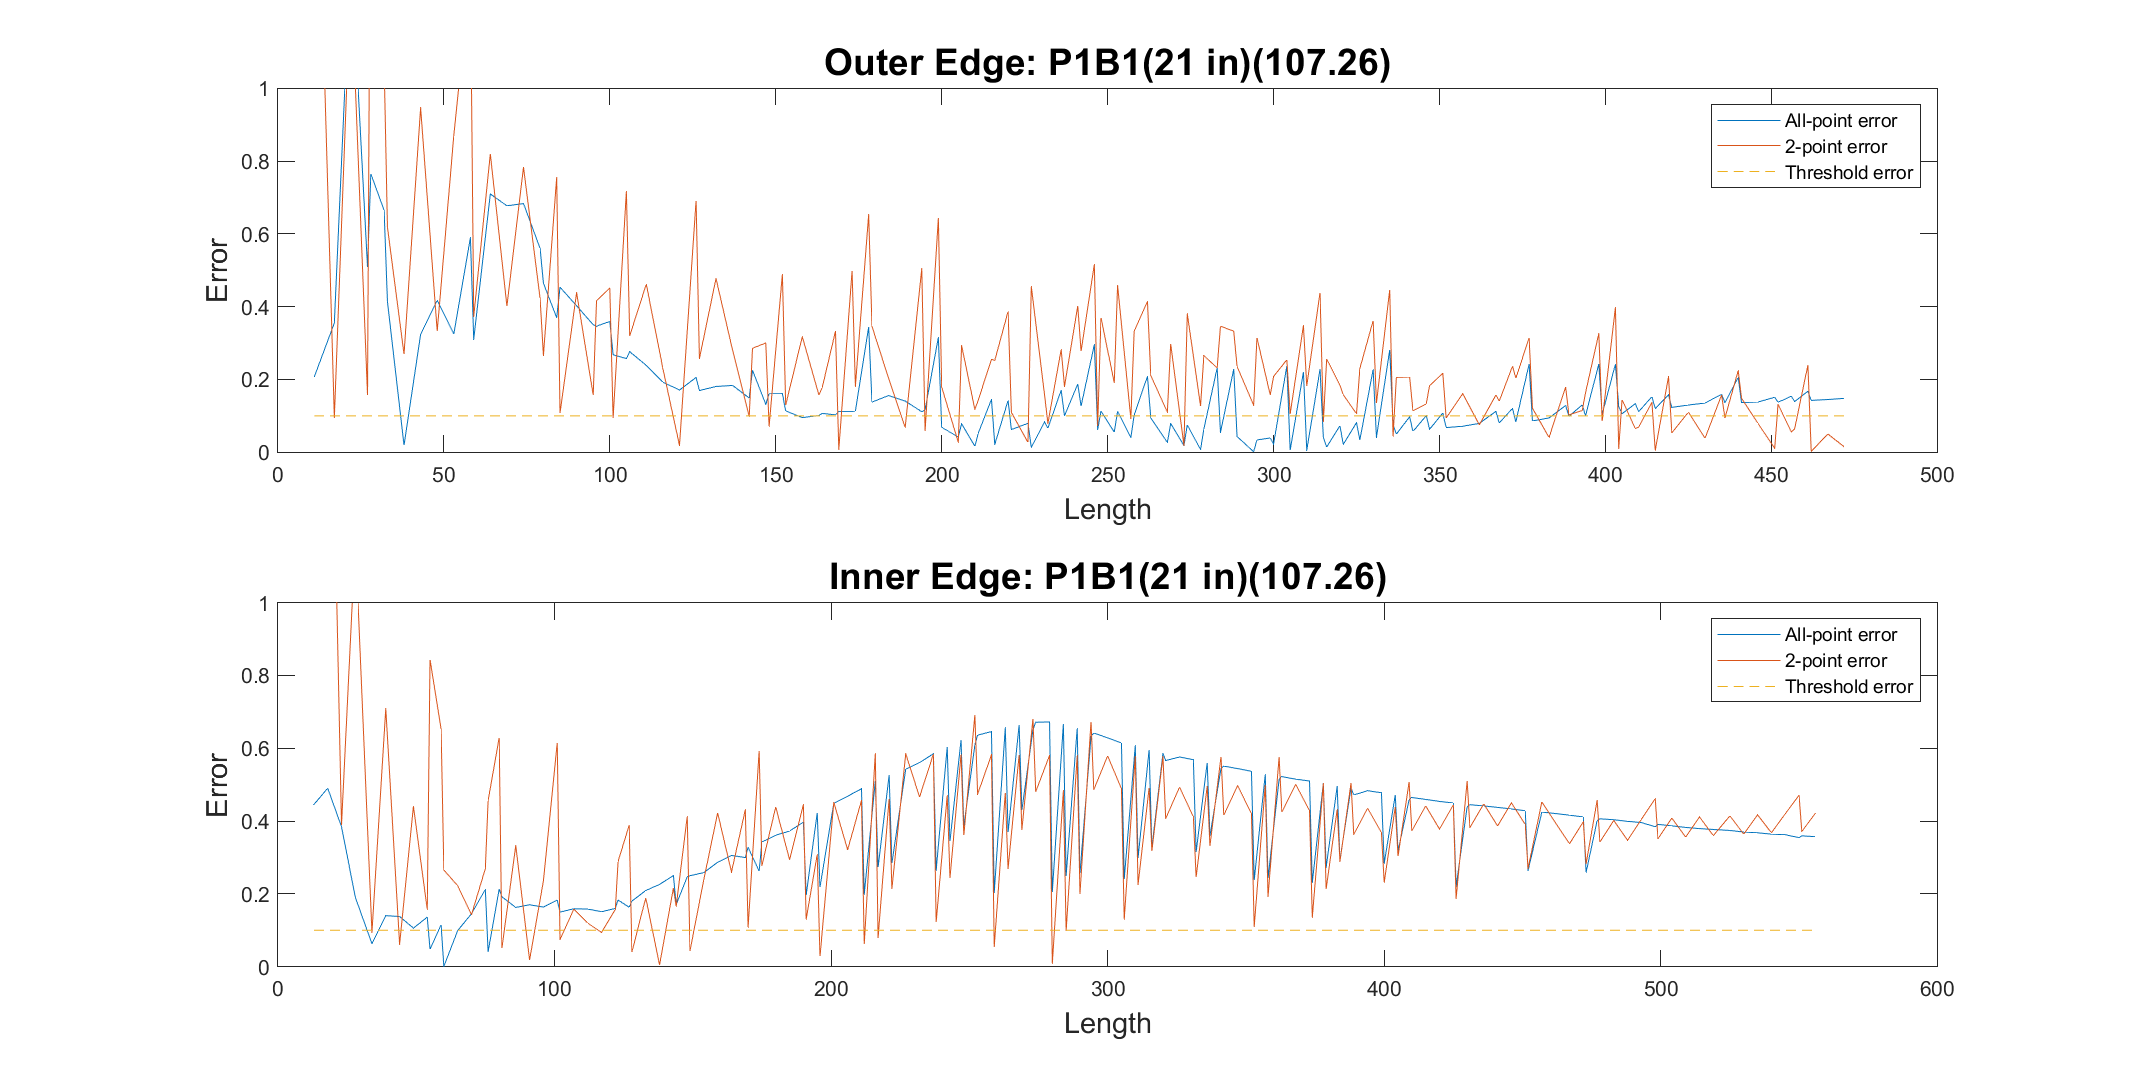 Outer Edge: P1B1(21 in)(107.26)
1
0.8
0.6
0.4
0.2
0
Error
All-point error
2-point error
Threshold error
0 50 100 150 200 250 300 350 400 450 500
Length
Inner Edge: P1B1(21 in)(107.26)
1
0.8
0.6
0.4
0.2
0
Error
All-point error
2-point error
Threshold error
0 100 200 300 400 500 600
Length